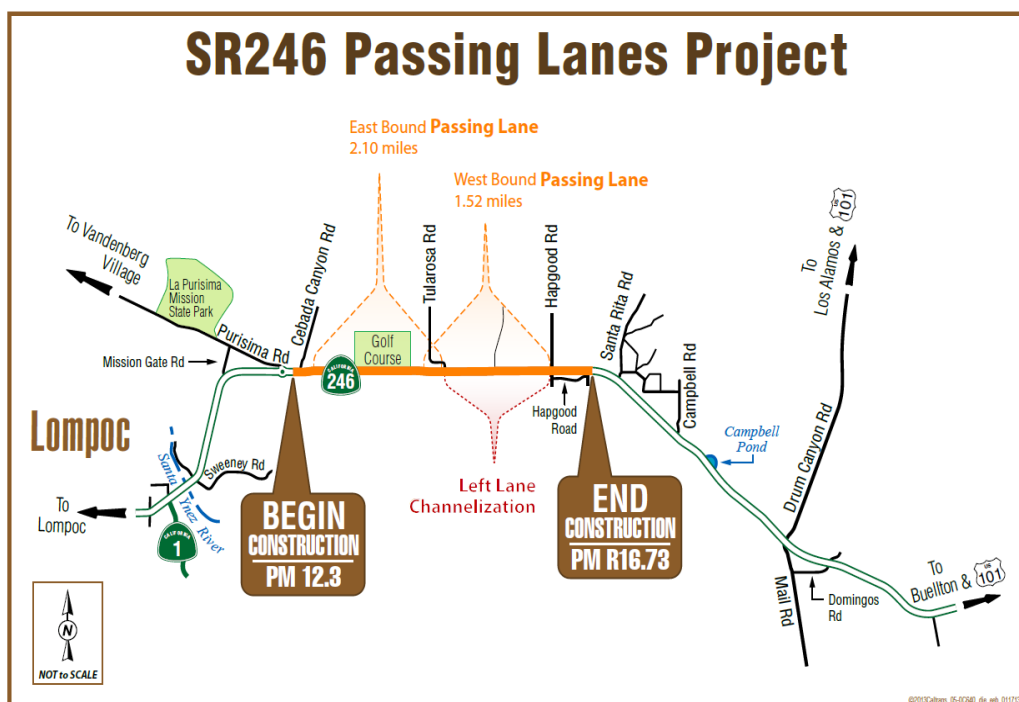 SR246 Passing Lanes Project
East Bound Passing Lane
2.10 miles
West Bound Passing Lane
1.52 miles
To Vandenberg
Village
La Purisima
Mission
State Park
Purisima Rd
Mission Gate Rd
Cebada Canyon Rd
CALIFORNIA
246
Golf
Course
Tularosa Rd
Hapgood Rd
Hapgood
Road
Santa Rita Rd
Campbell Rd
Campbell
Pond
Drum Canyon Rd
To
Los Alamos & US 101
Lompoc
Santa
Ynez
River
Sweeney Rd
To
Lompoc
CALIFORNIA
1
BEGIN
CONSTRUCTION
PM 12.3
Left Lane
Channelization
END
CONSTRUCTION
PM R16.73
Mail Rd
Domingos
Rd
To
Buellton & US 101
N
NOT to SCALE